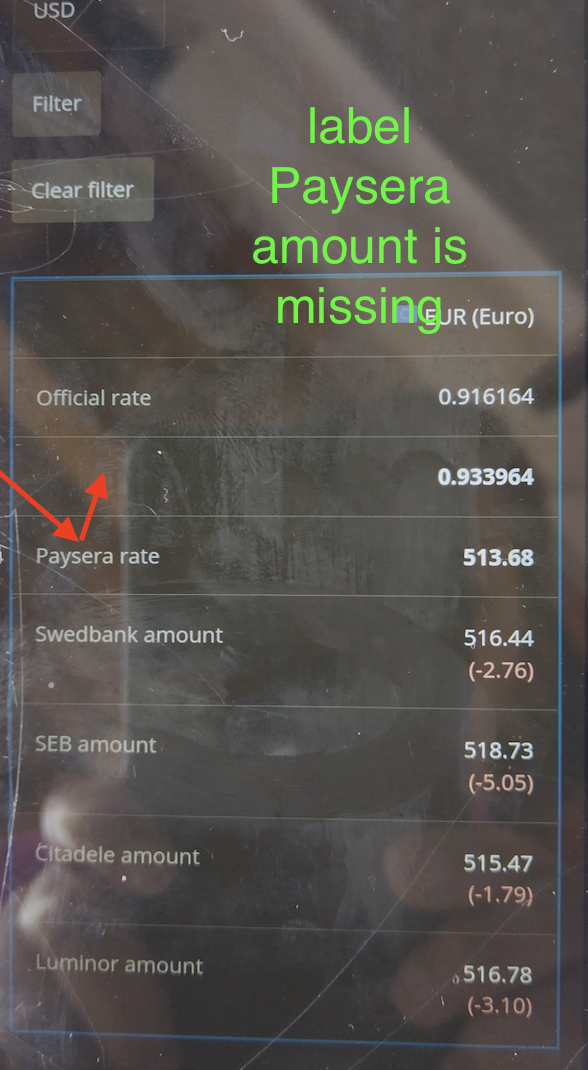 USD
Filter
Clear filter
label
Paysera
amount is
missing
EUR (Euro)
Official rate 0.916164
0.933964
Paysera rate 513.68
Swedbank amount 516.44
(-2.76)
SEB amount 518.73
(-5.05)
Citadele amount 515.47
(-1.79)
Luminor amount 516.78
(-3.10)